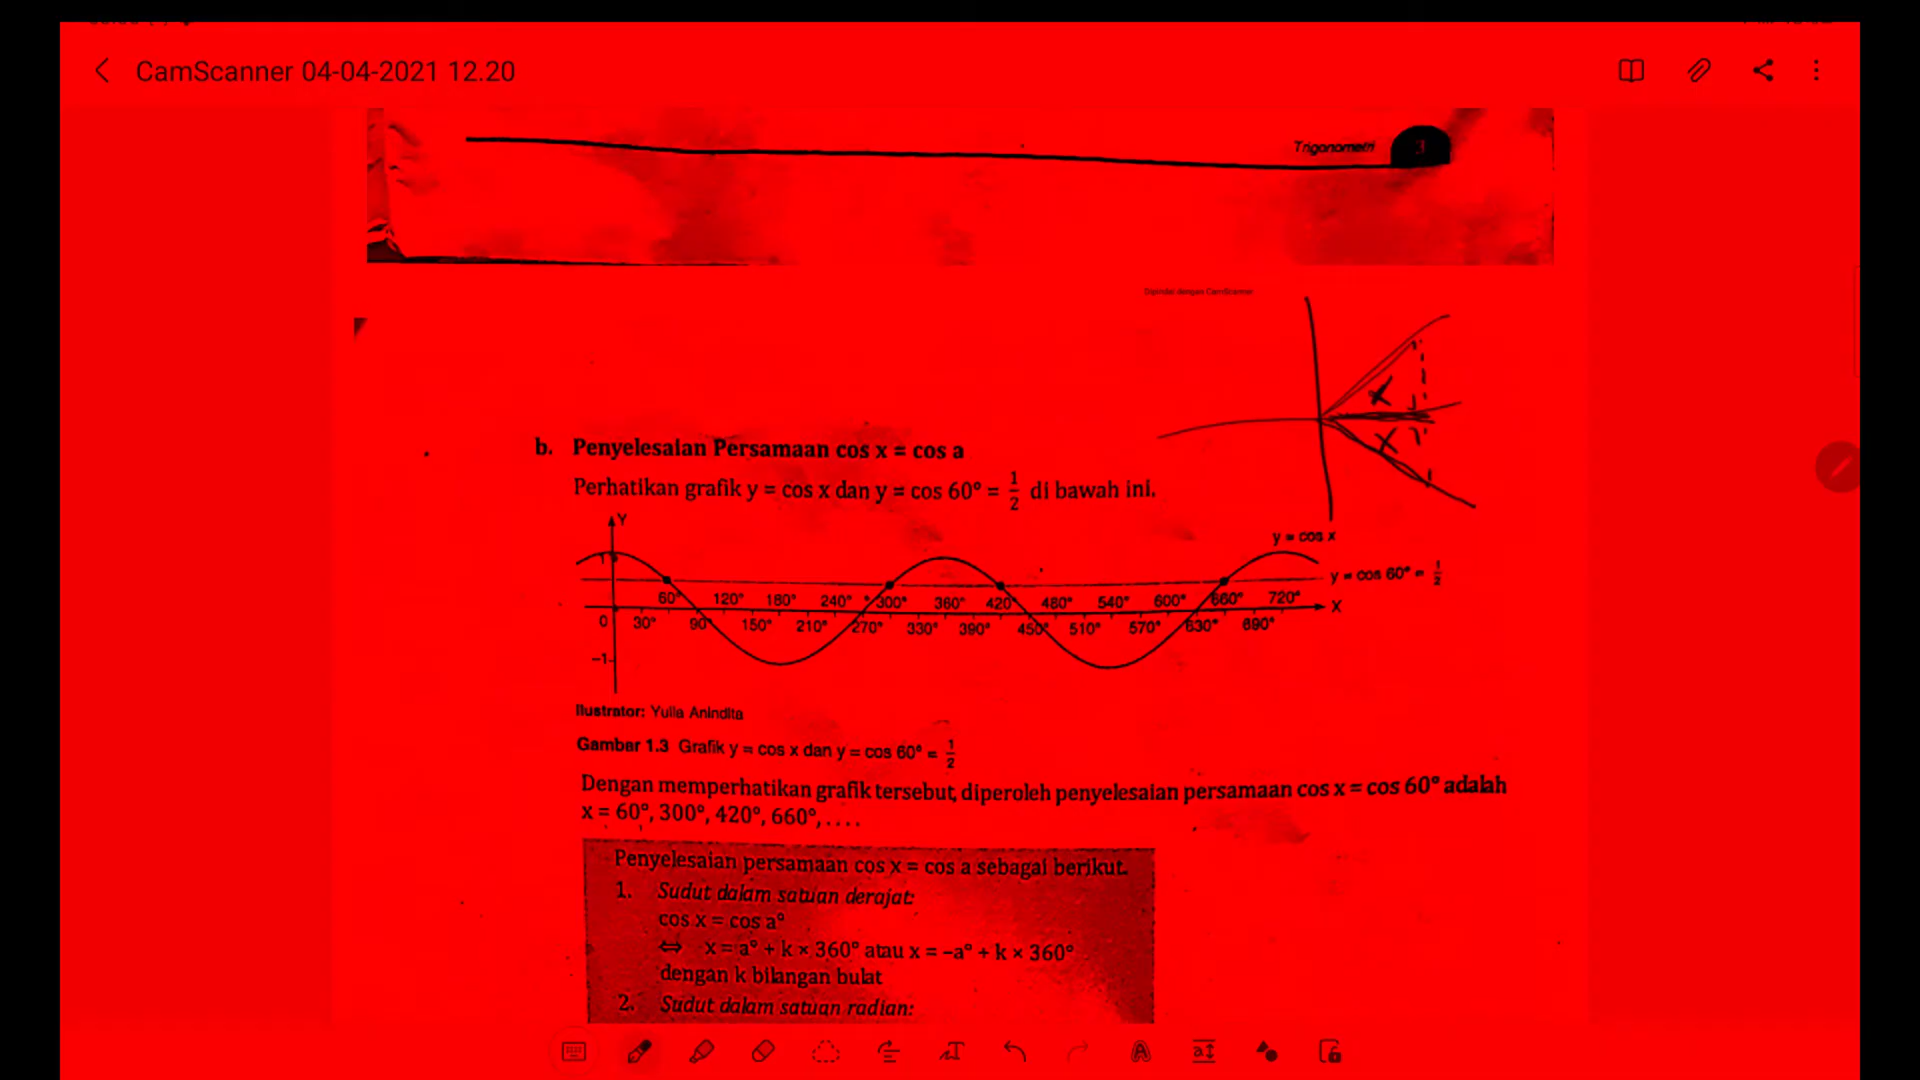 CamScanner 04-04-2021 12.20
Trigonometri 3
Dipindai dengan CamScanner
b. Penyelesaian Persamaan cos x = cos a
Perhatikan grafik y = cos x dan y = cos 60° = 1/2 di bawah ini.
Y
y = cos x
1
y = cos 60° = 1/2
60° 120° 180° 240° 300° 360° 420° 480° 540° 600° 660° 720°
X
0 30° 90° 150° 210° 270° 330° 390° 450° 510° 570° 630° 690°
–1
Ilustrator: Yulia Anindita
Gambar 1.3 Grafik y = cos x dan y = cos 60° = 1/2
Dengan memperhatikan grafik tersebut, diperoleh penyelesaian persamaan cos x = cos 60° adalah
x = 60°, 300°, 420°, 660°, . . . .
Penyelesaian persamaan cos x = cos a sebagai berikut.
1. Sudut dalam satuan derajat:
cos x = cos a°
⇔ x = a° + k × 360° atau x = –a° + k × 360°
dengan k bilangan bulat
2. Sudut dalam satuan radian: